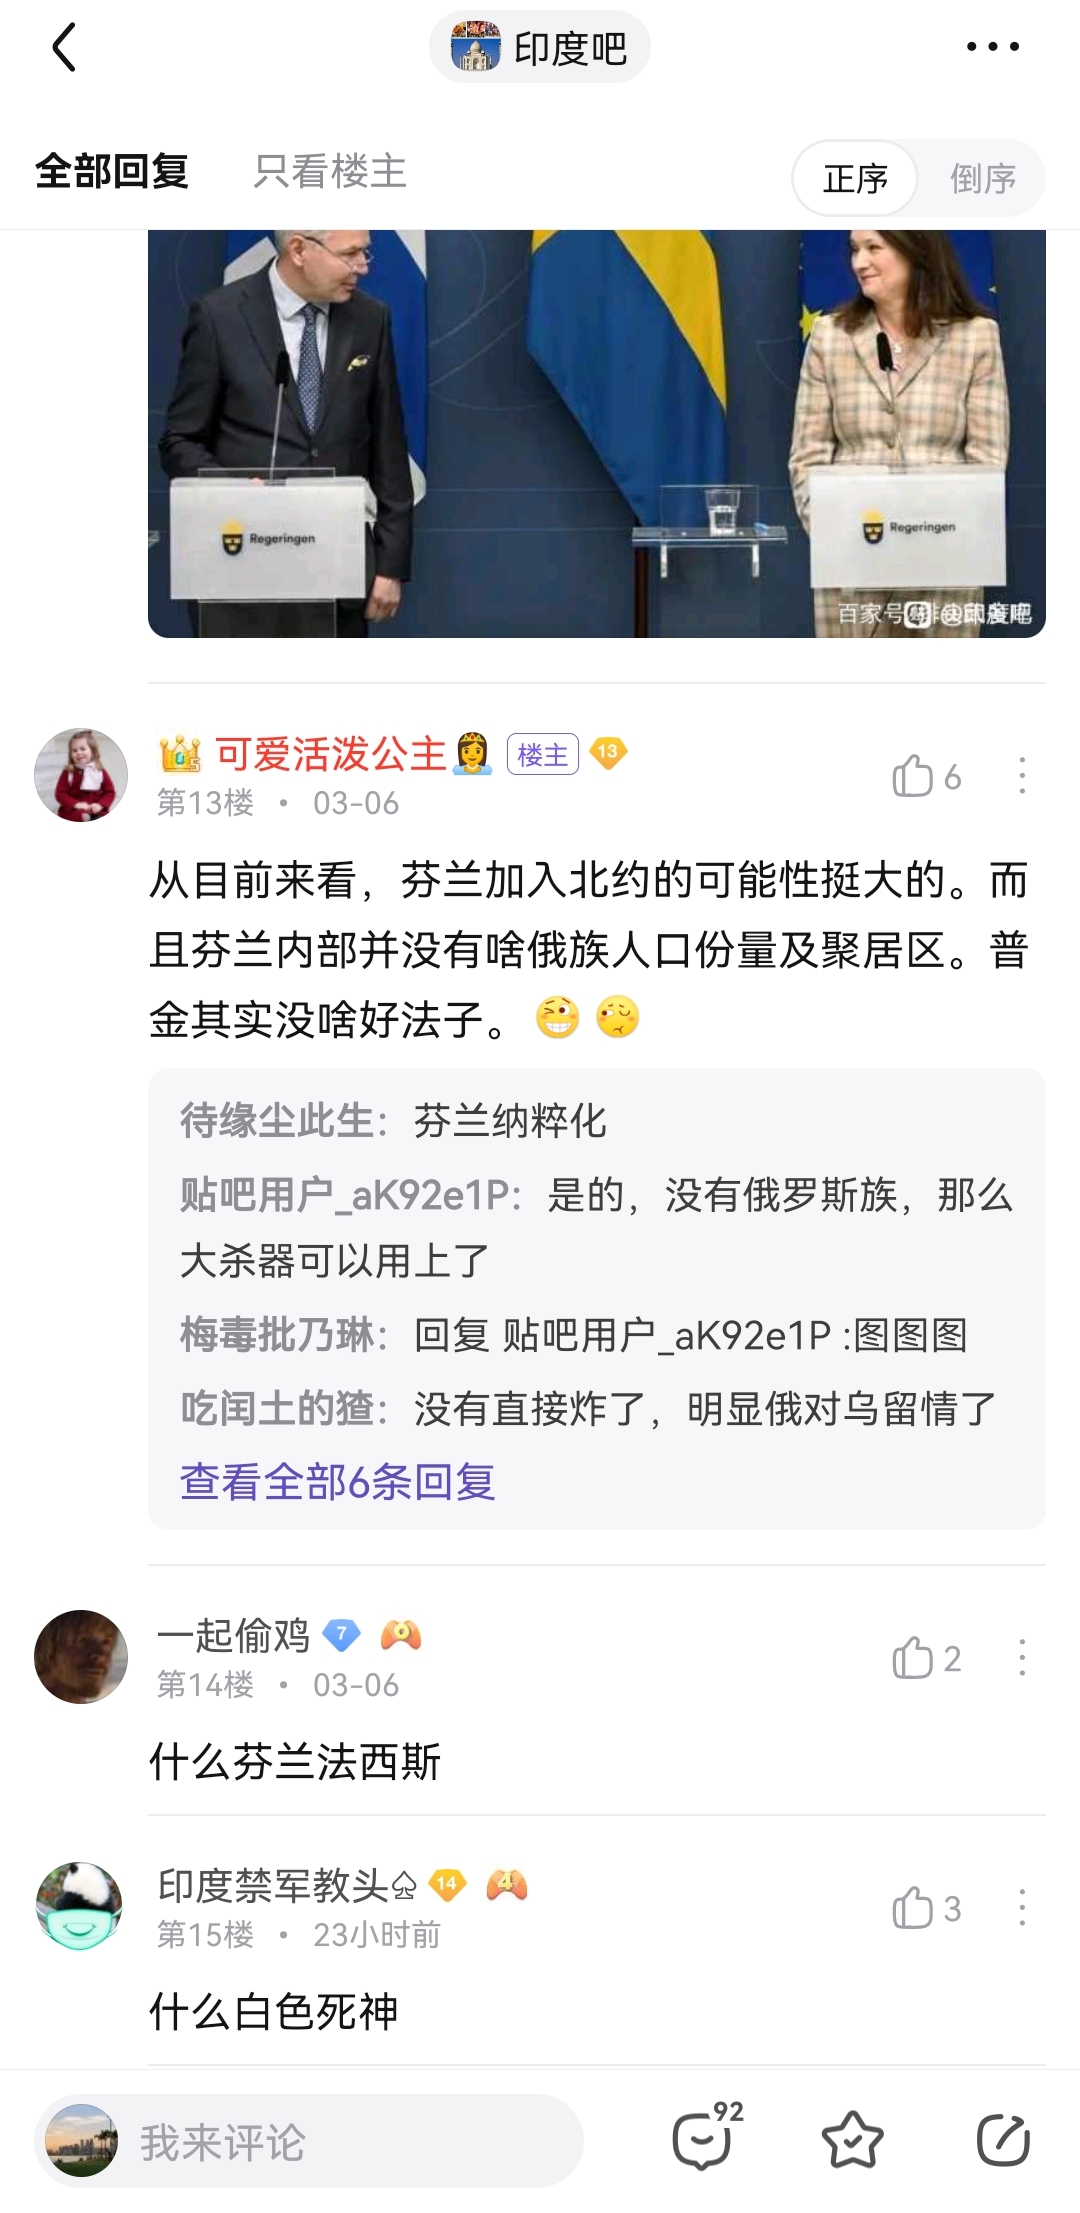 印度吧
全部回复 只看楼主 正序 倒序
Regeringen
Regeringen
百家号
@印度吧
可爱活泼公主 楼主 13
第13楼 · 03-06
6
从目前来看，芬兰加入北约的可能性挺大的。而
且芬兰内部并没有啥俄族人口份量及聚居区。普
金其实没啥好法子。
待缘尘此生：芬兰纳粹化
贴吧用户_aK92e1P：是的，没有俄罗斯族，那么
大杀器可以用上了
梅毒批乃琳：回复 贴吧用户_aK92e1P :图图图
吃闰土的猹：没有直接炸了，明显俄对乌留情了
查看全部6条回复
一起偷鸡 7
第14楼 · 03-06
2
什么芬兰法西斯
印度禁军教头♤ 14 4
第15楼 · 23小时前
3
什么白色死神
我来评论
92